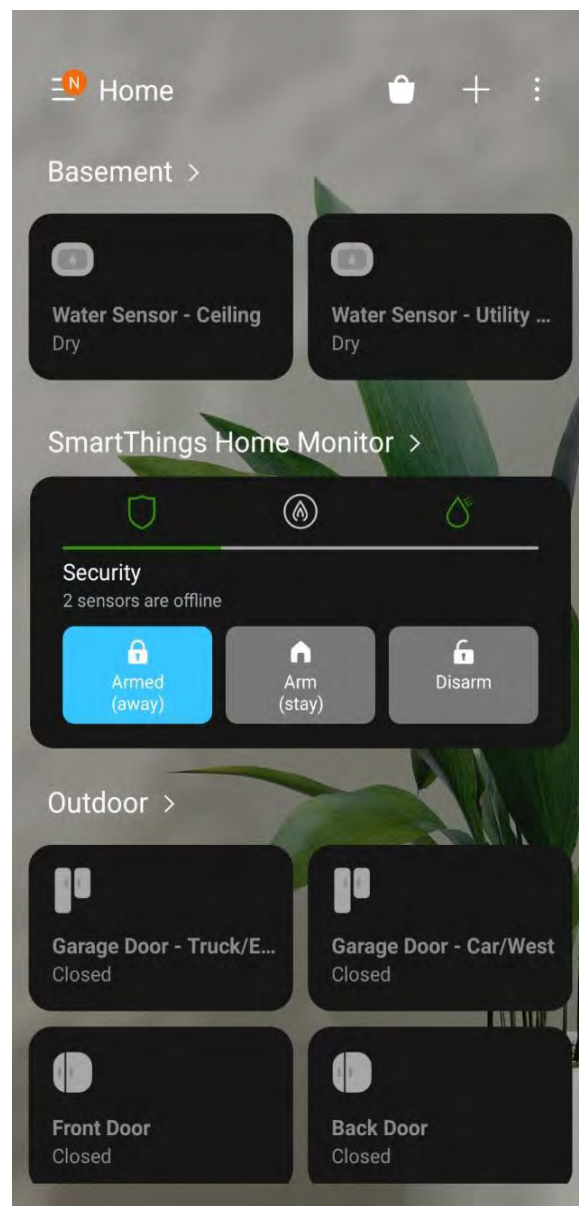 N
Home
Basement >
Water Sensor - Ceiling
Dry
Water Sensor - Utility ...
Dry
SmartThings Home Monitor >
Security
2 sensors are offline
Armed
(away)
Arm
(stay)
Disarm
Outdoor >
Garage Door - Truck/E...
Closed
Garage Door - Car/West
Closed
Front Door
Closed
Back Door
Closed